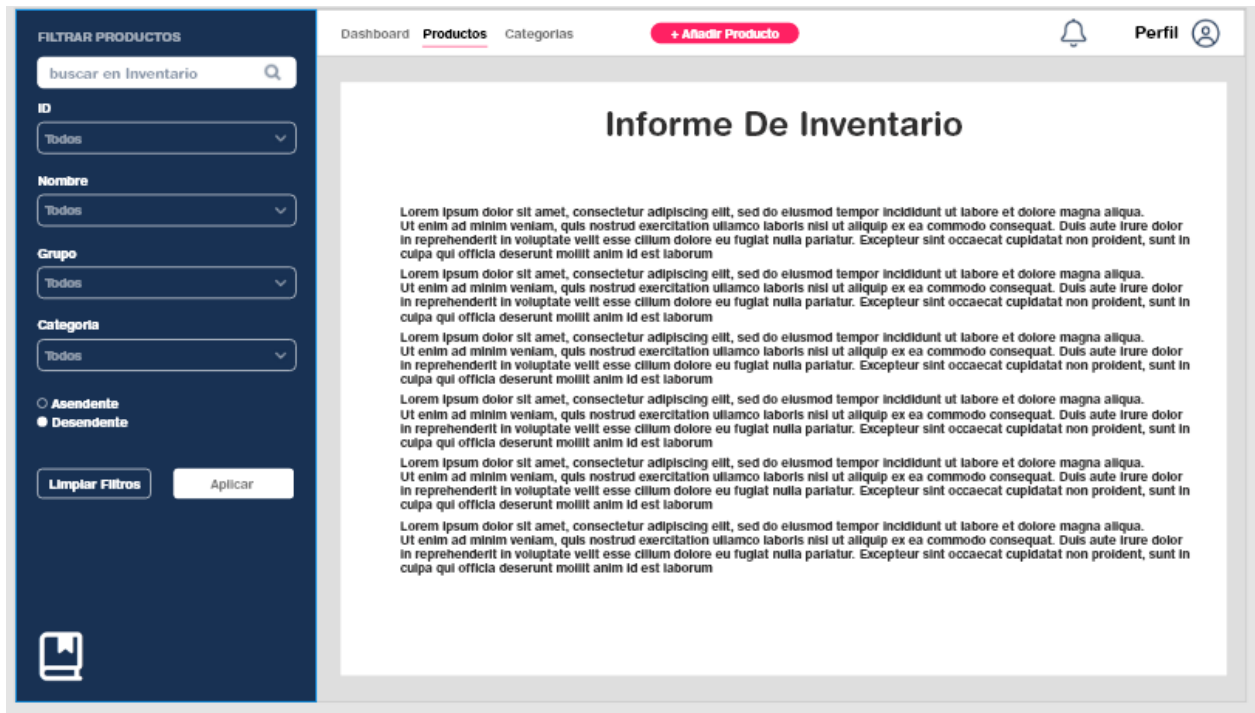 FILTRAR PRODUCTOS
buscar en Inventario
ID
Todos
Nombre
Todos
Grupo
Todos
Categoria
Todos
Asendente
Desendente
Limpiar Filtros
Aplicar
Dashboard Productos Categorias + Añadir Producto Perfil
Informe De Inventario
Lorem ipsum dolor sit amet, consectetur adipiscing elit, sed do eiusmod tempor incididunt ut labore et dolore magna aliqua.
Ut enim ad minim veniam, quis nostrud exercitation ullamco laboris nisi ut aliquip ex ea commodo consequat. Duis aute irure dolor
in reprehenderit in voluptate velit esse cillum dolore eu fugiat nulla pariatur. Excepteur sint occaecat cupidatat non proident, sunt in
culpa qui officia deserunt mollit anim id est laborum
Lorem ipsum dolor sit amet, consectetur adipiscing elit, sed do eiusmod tempor incididunt ut labore et dolore magna aliqua.
Ut enim ad minim veniam, quis nostrud exercitation ullamco laboris nisi ut aliquip ex ea commodo consequat. Duis aute irure dolor
in reprehenderit in voluptate velit esse cillum dolore eu fugiat nulla pariatur. Excepteur sint occaecat cupidatat non proident, sunt in
culpa qui officia deserunt mollit anim id est laborum
Lorem ipsum dolor sit amet, consectetur adipiscing elit, sed do eiusmod tempor incididunt ut labore et dolore magna aliqua.
Ut enim ad minim veniam, quis nostrud exercitation ullamco laboris nisi ut aliquip ex ea commodo consequat. Duis aute irure dolor
in reprehenderit in voluptate velit esse cillum dolore eu fugiat nulla pariatur. Excepteur sint occaecat cupidatat non proident, sunt in
culpa qui officia deserunt mollit anim id est laborum
Lorem ipsum dolor sit amet, consectetur adipiscing elit, sed do eiusmod tempor incididunt ut labore et dolore magna aliqua.
Ut enim ad minim veniam, quis nostrud exercitation ullamco laboris nisi ut aliquip ex ea commodo consequat. Duis aute irure dolor
in reprehenderit in voluptate velit esse cillum dolore eu fugiat nulla pariatur. Excepteur sint occaecat cupidatat non proident, sunt in
culpa qui officia deserunt mollit anim id est laborum
Lorem ipsum dolor sit amet, consectetur adipiscing elit, sed do eiusmod tempor incididunt ut labore et dolore magna aliqua.
Ut enim ad minim veniam, quis nostrud exercitation ullamco laboris nisi ut aliquip ex ea commodo consequat. Duis aute irure dolor
in reprehenderit in voluptate velit esse cillum dolore eu fugiat nulla pariatur. Excepteur sint occaecat cupidatat non proident, sunt in
culpa qui officia deserunt mollit anim id est laborum
Lorem ipsum dolor sit amet, consectetur adipiscing elit, sed do eiusmod tempor incididunt ut labore et dolore magna aliqua.
Ut enim ad minim veniam, quis nostrud exercitation ullamco laboris nisi ut aliquip ex ea commodo consequat. Duis aute irure dolor
in reprehenderit in voluptate velit esse cillum dolore eu fugiat nulla pariatur. Excepteur sint occaecat cupidatat non proident, sunt in
culpa qui officia deserunt mollit anim id est laborum